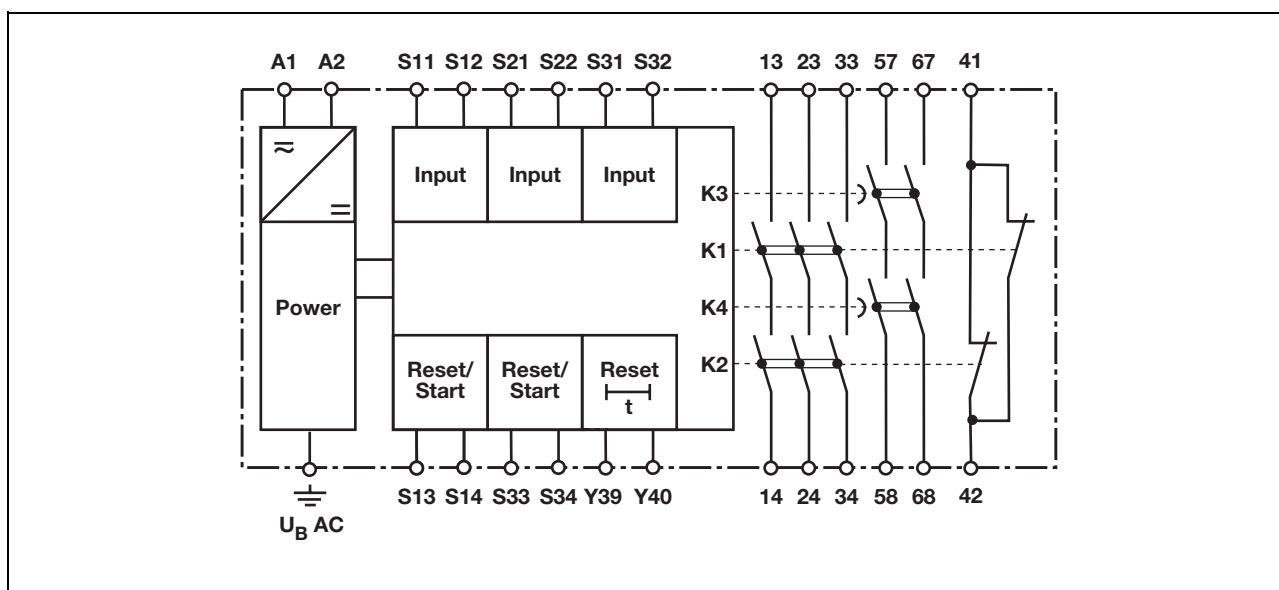 A1 A2 S11 S12 S21 S22 S31 S32 13 23 33 57 67 41
Input Input Input
K3
K1
Power
K4
Reset/ Reset/ Reset
Start Start t
K2
S13 S14 S33 S34 Y39 Y40 14 24 34 58 68 42
UB AC